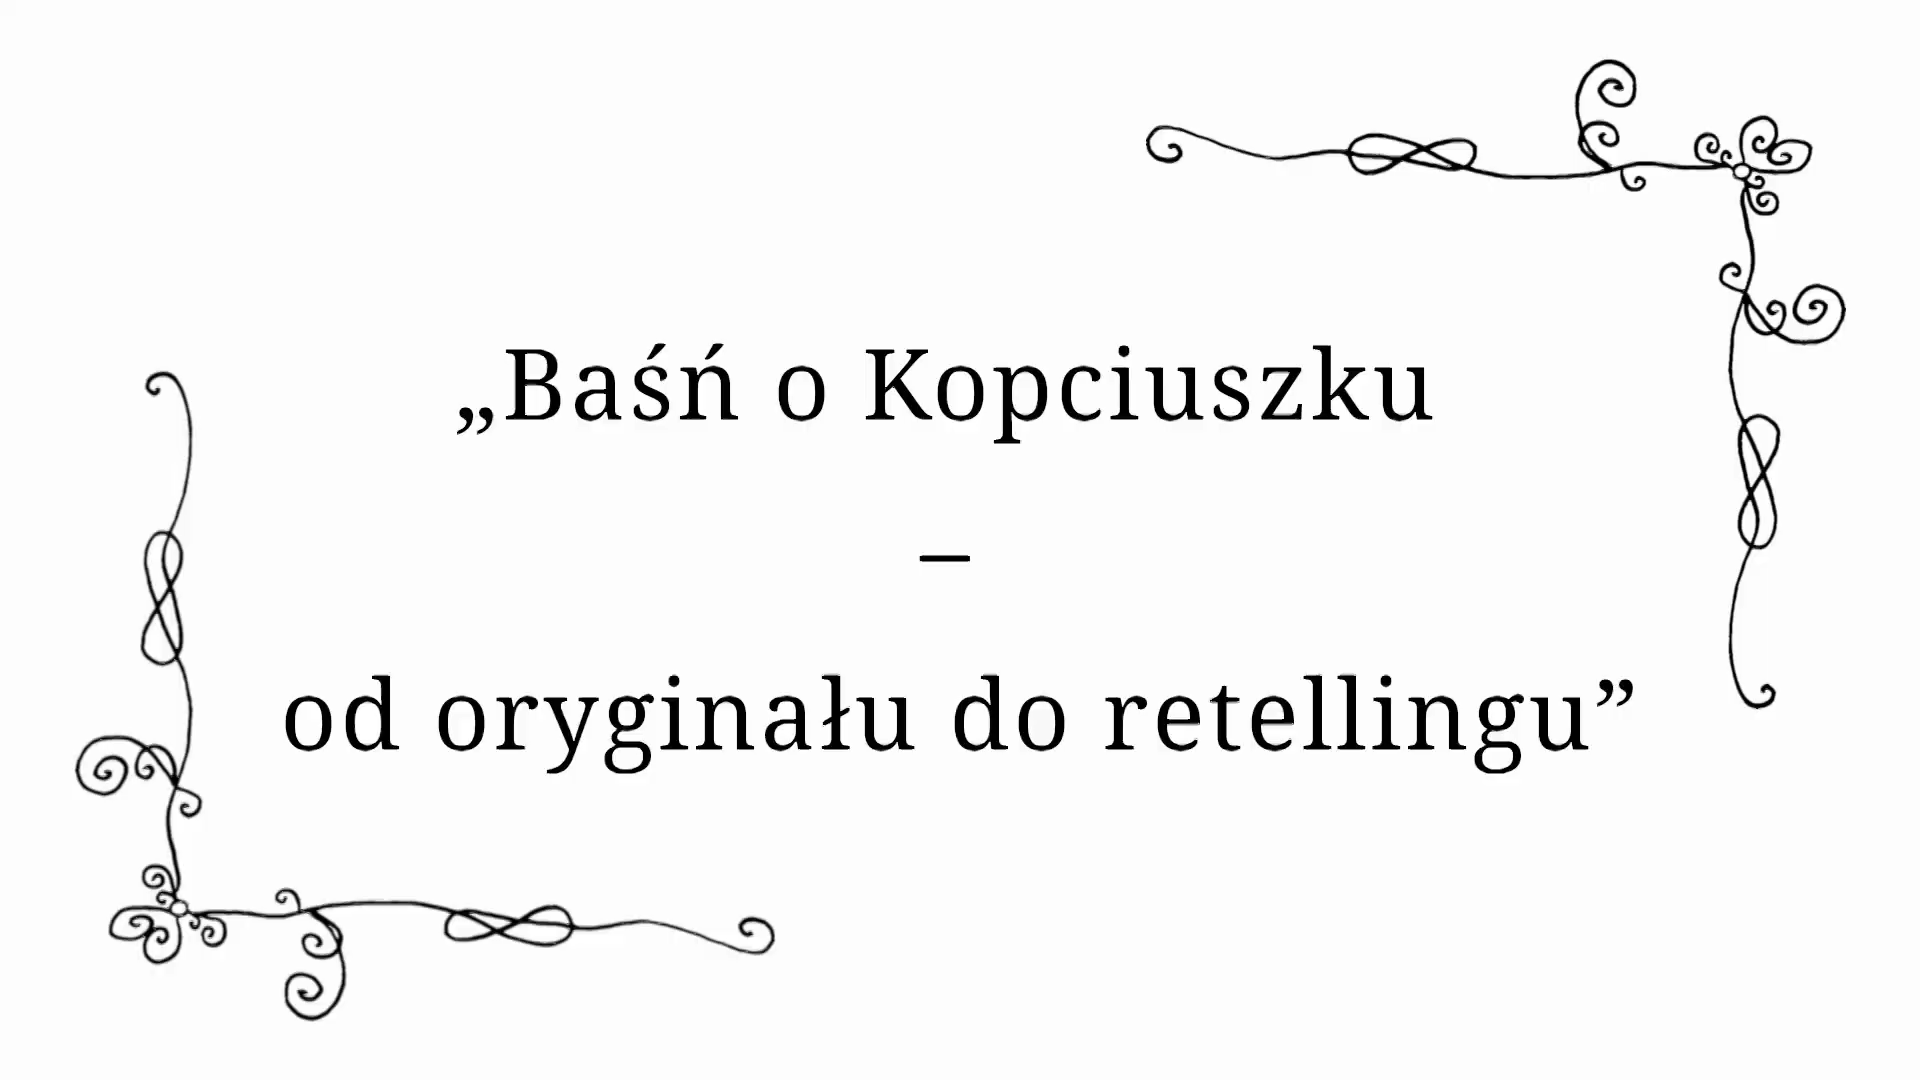 „Baśń o Kopciuszku
–
od oryginału do retellingu”